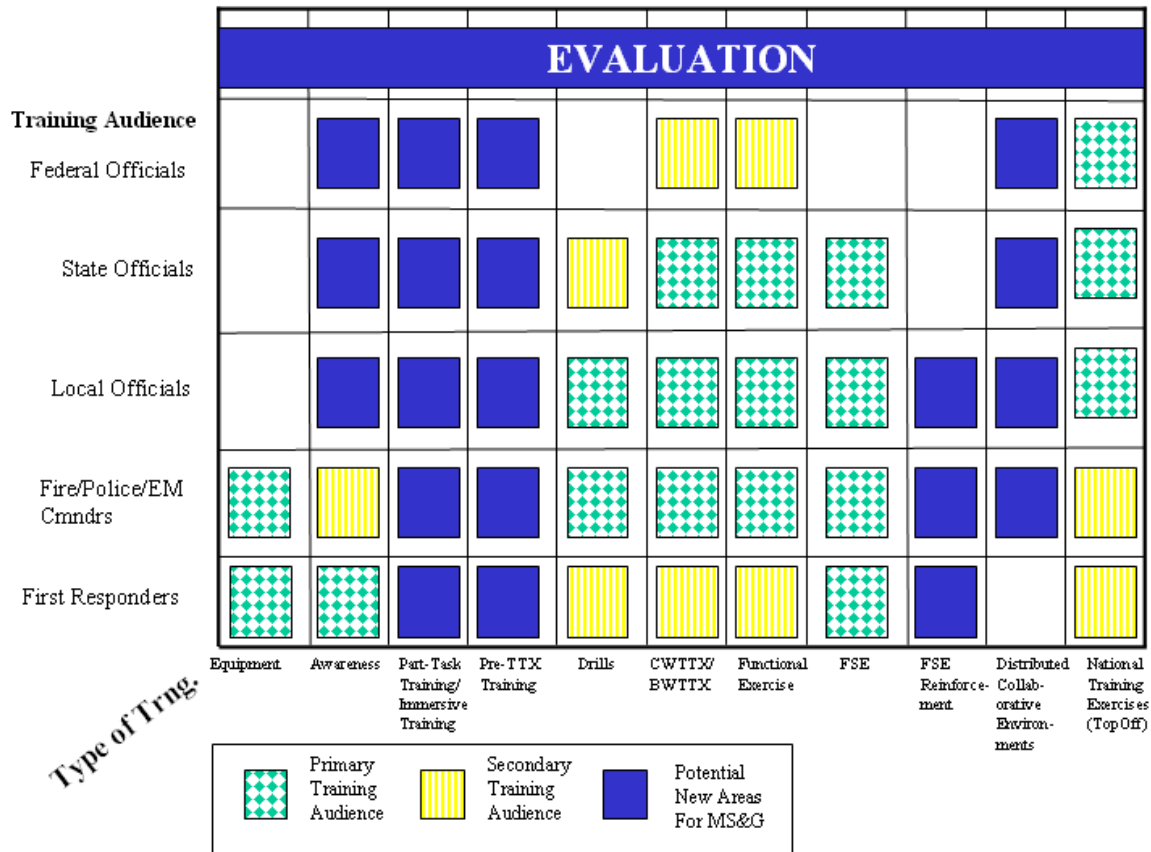 EVALUATION
Training Audience
Federal Officials
State Officials
Local Officials
Fire/Police/EM
Cmndrs
First Responders
Type of Trng.
Equipment
Awareness
Part-Task
Training/
Immersive
Training
Pre-TTX
Training
Drills
CWTTX/
BWTTX
Functional
Exercise
FSE
FSE
Reinforce-
ment
Distributed
Collab-
orative
Environ-
ments
National
Training
Exercises
(TopOff)
Primary
Training
Audience
Secondary
Training
Audience
Potential
New Areas
For MS&G